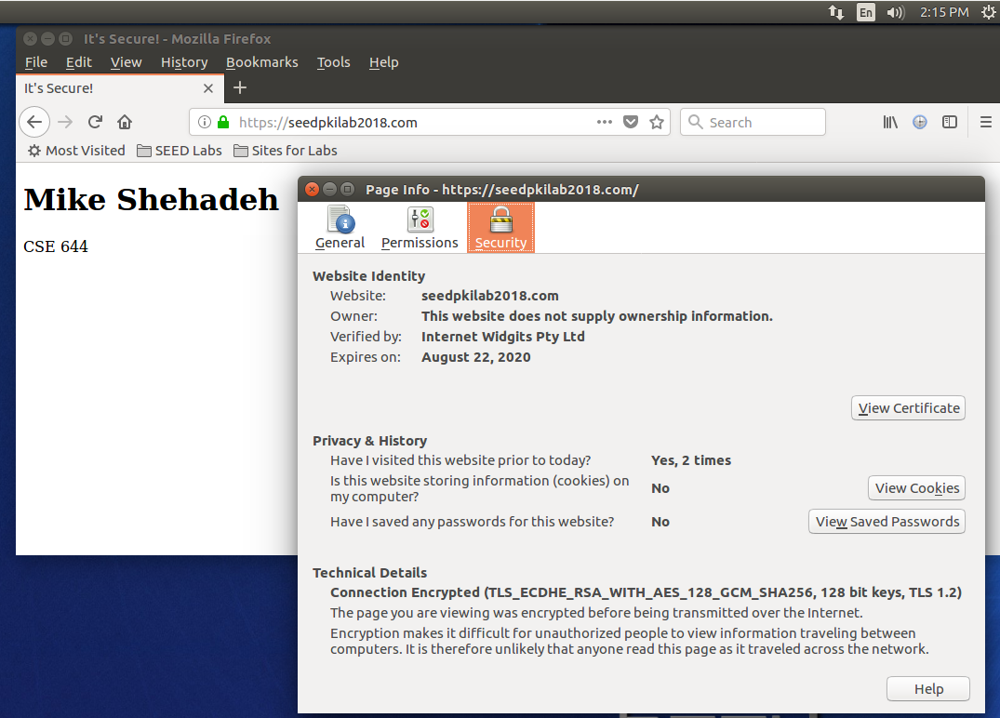 En 2:15 PM
It's Secure! - Mozilla Firefox
File Edit View History Bookmarks Tools Help
It's Secure!
https://seedpkilab2018.com Search
Most Visited SEED Labs Sites for Labs
Mike Shehadeh
CSE 644
Page Info - https://seedpkilab2018.com/
General Permissions Security
Website Identity
Website: seedpkilab2018.com
Owner: This website does not supply ownership information.
Verified by: Internet Widgits Pty Ltd
Expires on: August 22, 2020
View Certificate
Privacy & History
Have I visited this website prior to today? Yes, 2 times
Is this website storing information (cookies) on
my computer? No View Cookies
Have I saved any passwords for this website? No View Saved Passwords
Technical Details
Connection Encrypted (TLS_ECDHE_RSA_WITH_AES_128_GCM_SHA256, 128 bit keys, TLS 1.2)
The page you are viewing was encrypted before being transmitted over the Internet.
Encryption makes it difficult for unauthorized people to view information traveling between
computers. It is therefore unlikely that anyone read this page as it traveled across the network.
Help